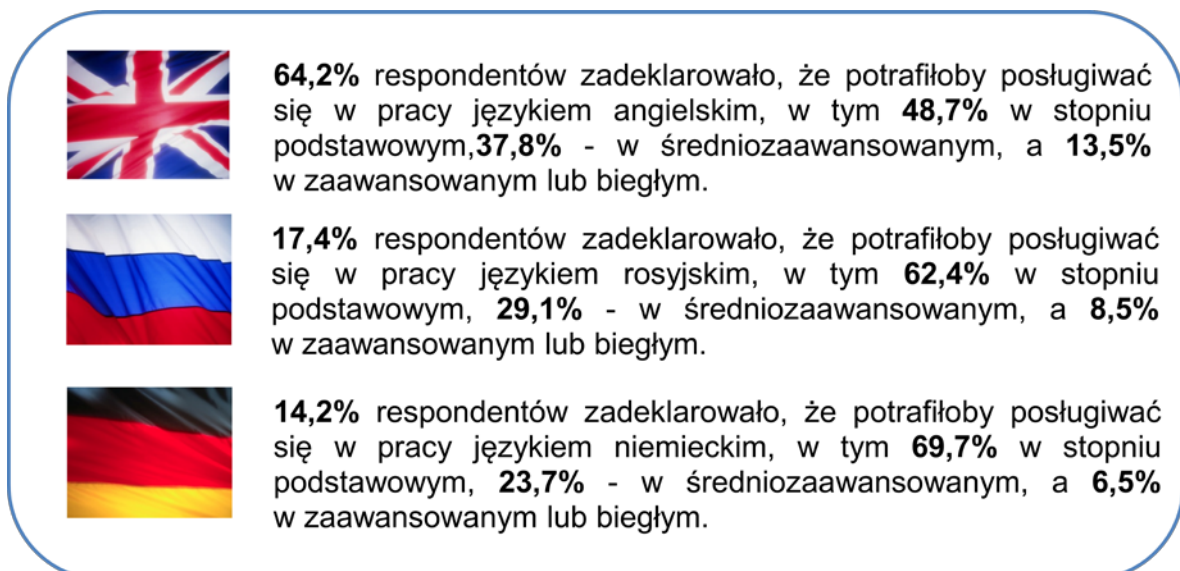 64,2% respondentów zadeklarowało, że potrafiłoby posługiwać
się w pracy językiem angielskim, w tym 48,7% w stopniu
podstawowym,37,8% - w średniozaawansowanym, a 13,5%
w zaawansowanym lub biegłym.
17,4% respondentów zadeklarowało, że potrafiłoby posługiwać
się w pracy językiem rosyjskim, w tym 62,4% w stopniu
podstawowym, 29,1% - w średniozaawansowanym, a 8,5%
w zaawansowanym lub biegłym.
14,2% respondentów zadeklarowało, że potrafiłoby posługiwać
się w pracy językiem niemieckim, w tym 69,7% w stopniu
podstawowym, 23,7% - w średniozaawansowanym, a 6,5%
w zaawansowanym lub biegłym.